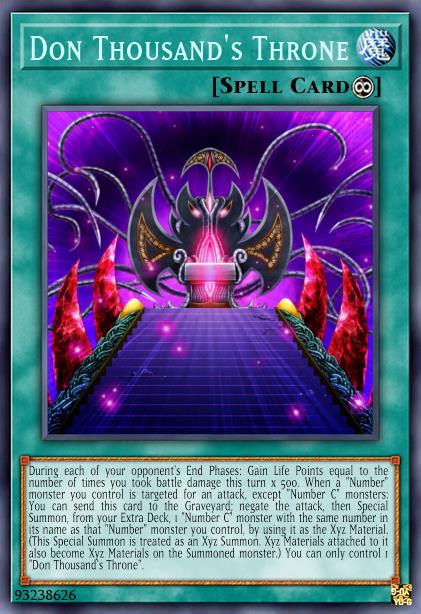 Don Thousand's Throne
[Spell Card]
During each of your opponent's End Phases: Gain Life Points equal to the
number of times you took battle damage this turn x 500. When a "Number"
monster you control is targeted for an attack, except "Number C" monsters:
You can send this card to the Graveyard; negate the attack, then Special
Summon, from your Extra Deck, 1 "Number C" monster with the same number in
its name as that "Number" monster you control, by using it as the Xyz Material.
(This Special Summon is treated as an Xyz Summon. Xyz Materials attached to it
also become Xyz Materials on the Summoned monster.) You can only control 1
"Don Thousand's Throne".
93238626